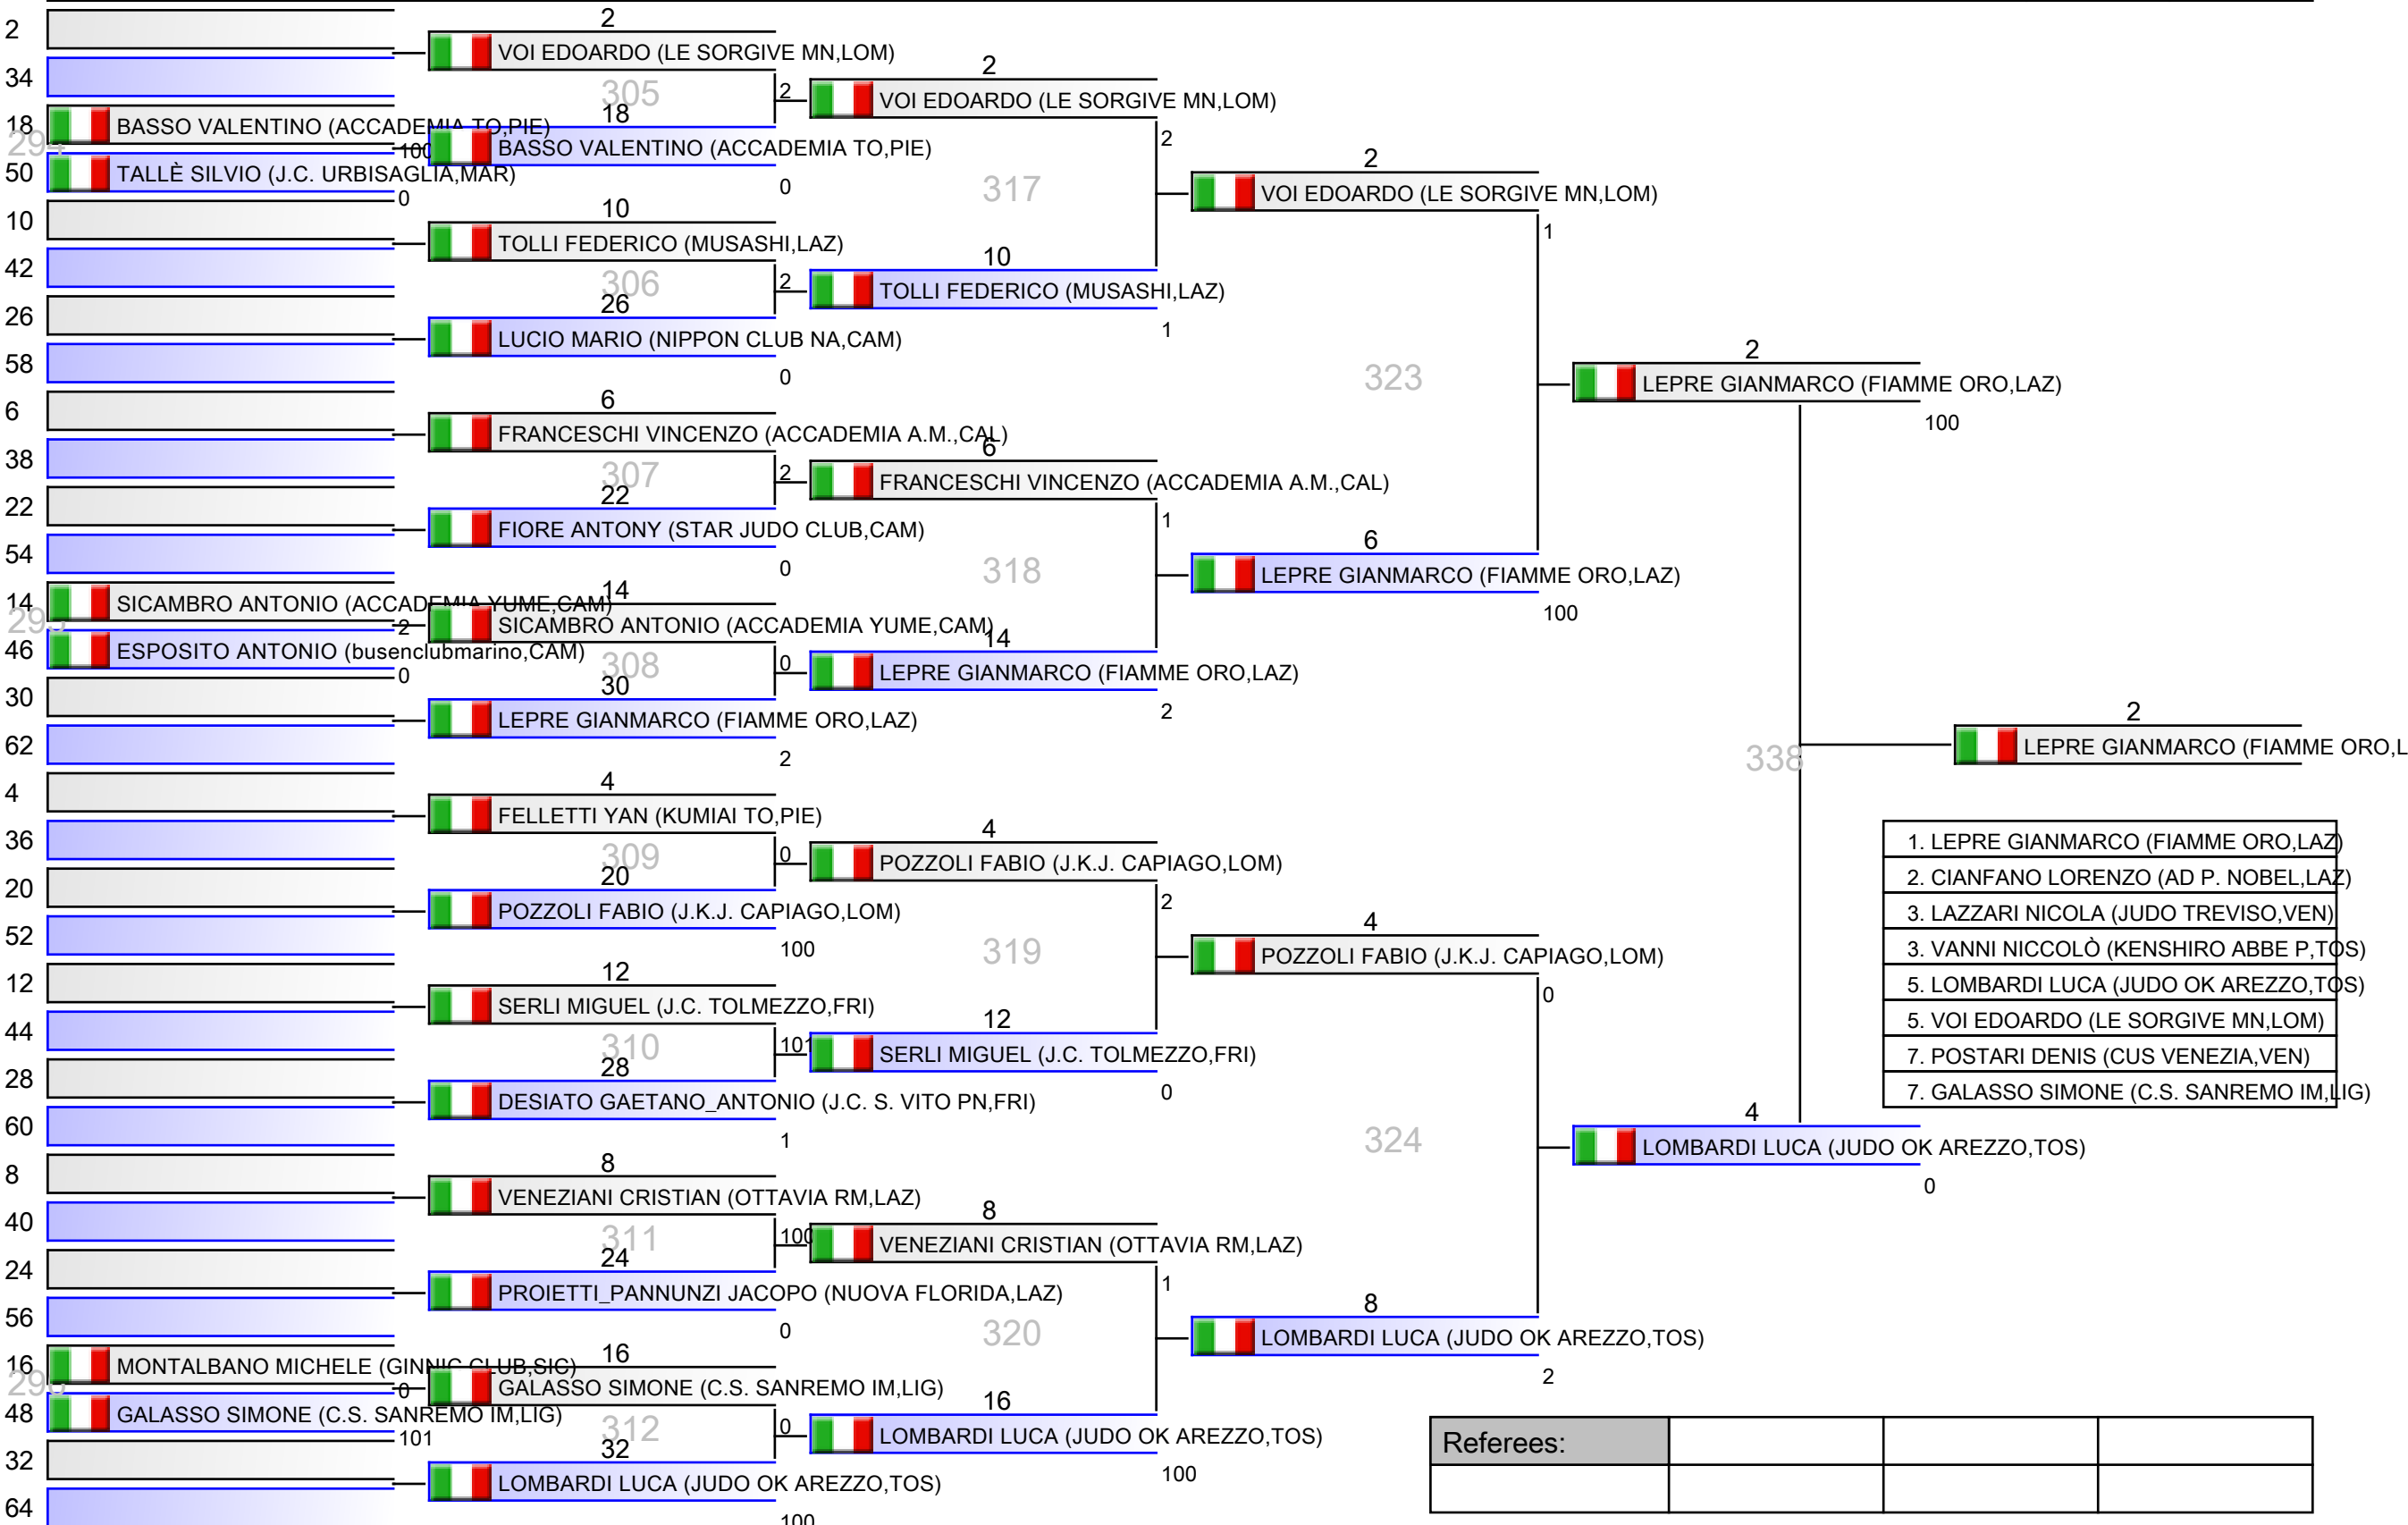 2
34
18 BASSO VALENTINO (ACCADEMIA TO,PIE)
294
100
50 TALLÈ SILVIO (J.C. URBISAGLIA,MAR)
0
10
42
26
58
6
38
22
54
14 SICAMBRO ANTONIO (ACCADEMIA YUME,CAM)
2
46 ESPOSITO ANTONIO (busenclubmarino,CAM)
0
30
62
4
36
20
52
12
44
28
60
8
40
24
56
16 MONTALBANO MICHELE (GINNIC CLUB,SIC)
0
48 GALASSO SIMONE (C.S. SANREMO IM,LIG)
101
32
64
2
VOI EDOARDO (LE SORGIVE MN,LOM)
305
2
18
BASSO VALENTINO (ACCADEMIA TO,PIE)
0
10
TOLLI FEDERICO (MUSASHI,LAZ)
306
2
26
LUCIO MARIO (NIPPON CLUB NA,CAM)
0
6
FRANCESCHI VINCENZO (ACCADEMIA A.M.,CAL)
307
2
22
FIORE ANTONY (STAR JUDO CLUB,CAM)
0
14
SICAMBRO ANTONIO (ACCADEMIA YUME,CAM)
308
0
30
LEPRE GIANMARCO (FIAMME ORO,LAZ)
2
4
FELLETTI YAN (KUMIAI TO,PIE)
309
0
20
POZZOLI FABIO (J.K.J. CAPIAGO,LOM)
100
12
SERLI MIGUEL (J.C. TOLMEZZO,FRI)
310
101
28
DESIATO GAETANO_ANTONIO (J.C. S. VITO PN,FRI)
1
8
VENEZIANI CRISTIAN (OTTAVIA RM,LAZ)
311
100
24
PROIETTI_PANNUNZI JACOPO (NUOVA FLORIDA,LAZ)
0
16
GALASSO SIMONE (C.S. SANREMO IM,LIG)
312
0
32
LOMBARDI LUCA (JUDO OK AREZZO,TOS)
100
2
VOI EDOARDO (LE SORGIVE MN,LOM)
2
317
10
TOLLI FEDERICO (MUSASHI,LAZ)
1
6
FRANCESCHI VINCENZO (ACCADEMIA A.M.,CAL)
1
318
14
LEPRE GIANMARCO (FIAMME ORO,LAZ)
2
4
POZZOLI FABIO (J.K.J. CAPIAGO,LOM)
2
319
12
SERLI MIGUEL (J.C. TOLMEZZO,FRI)
0
8
VENEZIANI CRISTIAN (OTTAVIA RM,LAZ)
1
320
16
LOMBARDI LUCA (JUDO OK AREZZO,TOS)
100
2
VOI EDOARDO (LE SORGIVE MN,LOM)
1
323
6
LEPRE GIANMARCO (FIAMME ORO,LAZ)
100
4
POZZOLI FABIO (J.K.J. CAPIAGO,LOM)
0
324
8
LOMBARDI LUCA (JUDO OK AREZZO,TOS)
2
2
LEPRE GIANMARCO (FIAMME ORO,LAZ)
100
338
4
LOMBARDI LUCA (JUDO OK AREZZO,TOS)
0
2
LEPRE GIANMARCO (FIAMME ORO,L
1. LEPRE GIANMARCO (FIAMME ORO,LAZ)
2. CIANFANO LORENZO (AD P. NOBEL,LAZ)
3. LAZZARI NICOLA (JUDO TREVISO,VEN)
3. VANNI NICCOLÒ (KENSHIRO ABBE P,TOS)
5. LOMBARDI LUCA (JUDO OK AREZZO,TOS)
5. VOI EDOARDO (LE SORGIVE MN,LOM)
7. POSTARI DENIS (CUS VENEZIA,VEN)
7. GALASSO SIMONE (C.S. SANREMO IM,LIG)
Referees: